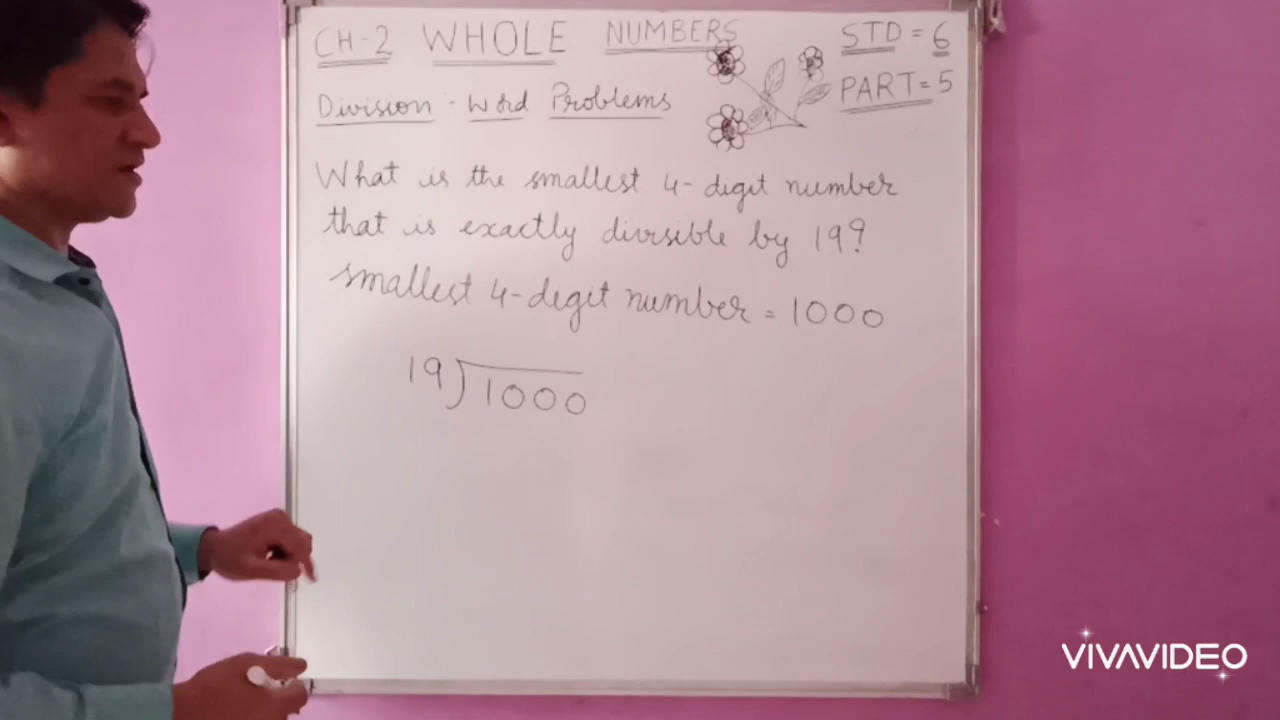 CH-2 WHOLE NUMBERS STD = 6
Division - Word Problems PART = 5
What is the smallest 4-digit number
that is exactly divisible by 19?
smallest 4-digit number = 1000
19)1000
VIVAVIDEO